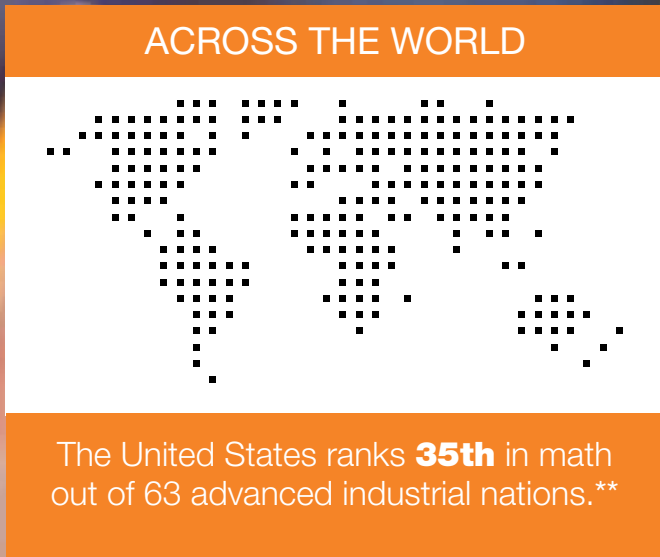 ACROSS THE WORLD
The United States ranks 35th in math
out of 63 advanced industrial nations.**